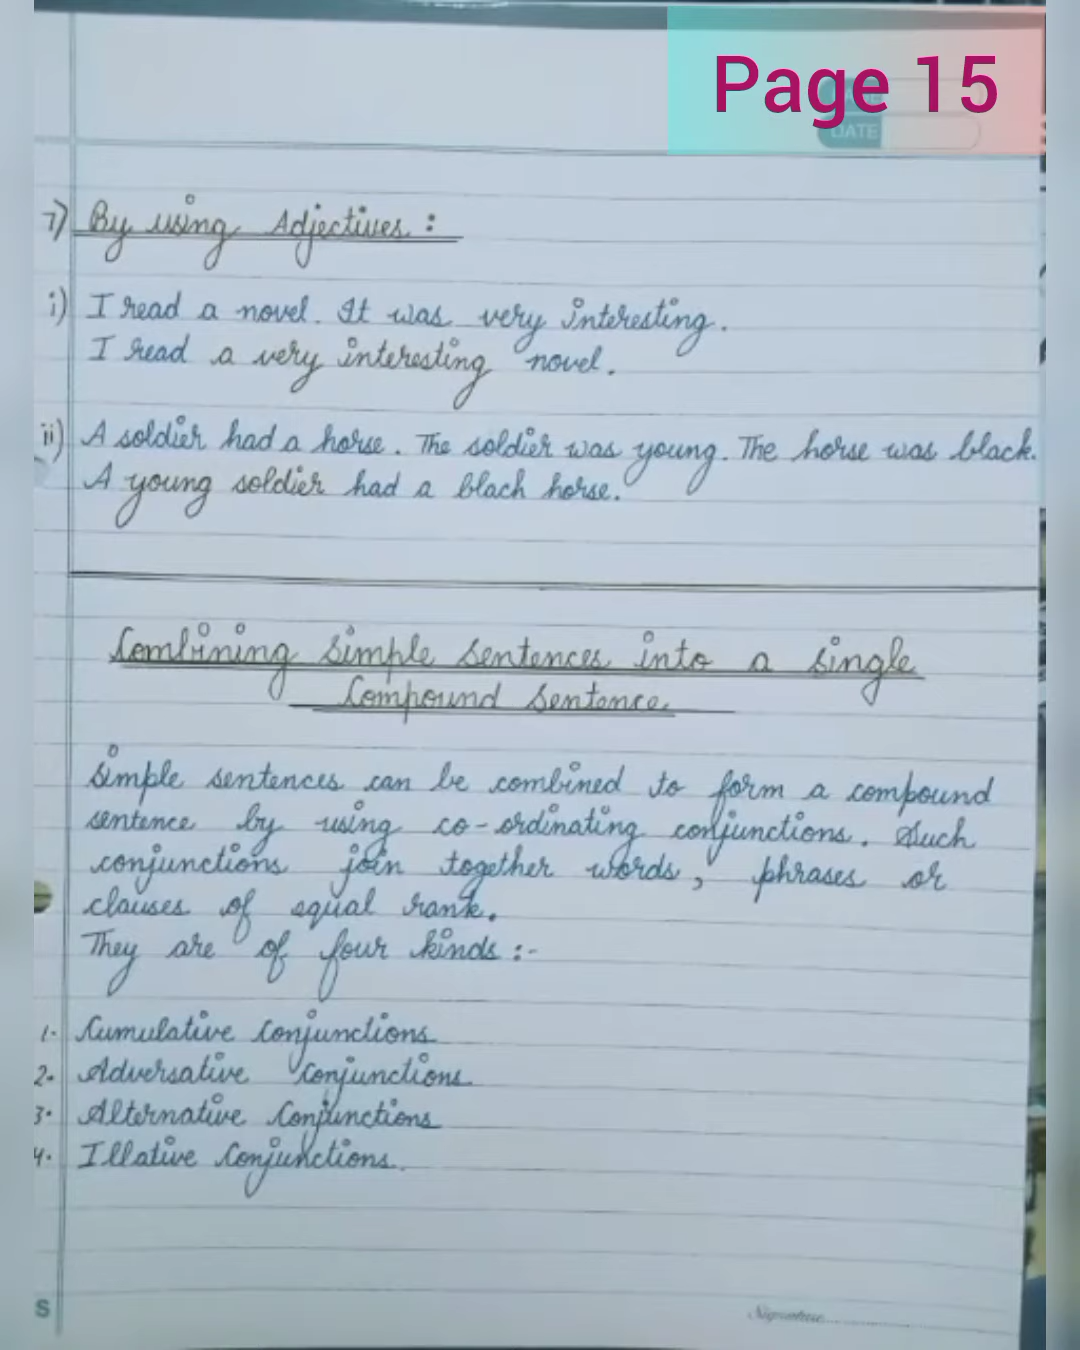 Page 15
DATE
7) By using Adjectives :
i) I read a novel. It was very interesting.
I read a very interesting novel.
ii) A soldier had a horse. The soldier was young. The horse was black.
A young soldier had a black horse.
Combining simple sentences into a single
Compound Sentence
Simple sentences can be combined to form a compound
sentence by using co-ordinating conjunctions. Such
conjunctions join together words, phrases or
clauses of equal rank.
They are of four kinds :-
1. Cumulative Conjunctions
2. Adversative Conjunctions
3. Alternative Conjunctions
4. Illative Conjunctions.
S
Signature